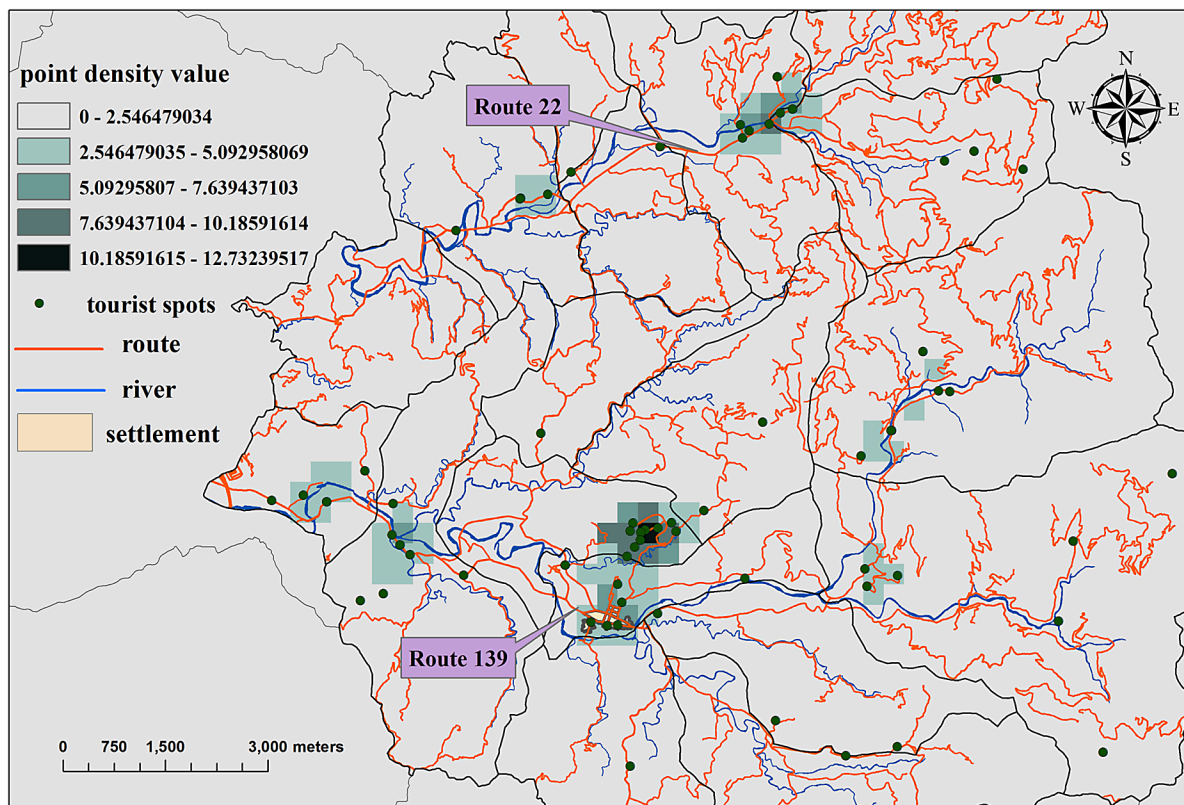 point density value
0 - 2.546479034
2.546479035 - 5.092958069
5.09295807 - 7.639437103
7.639437104 - 10.18591614
10.18591615 - 12.73239517
tourist spots
route
river
settlement
Route 22
N
W E
S
Route 139
0 750 1,500 3,000 meters